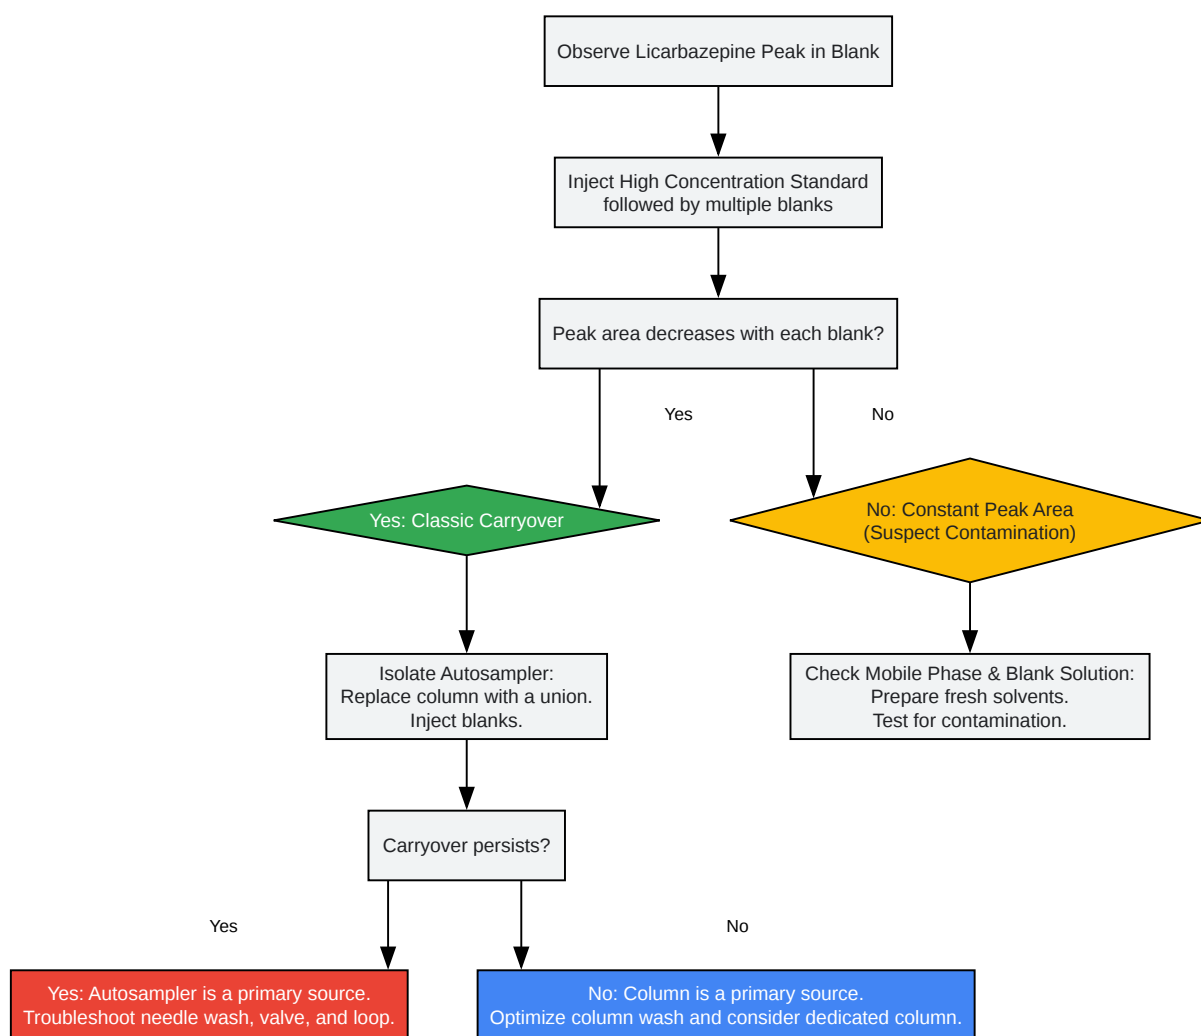 Observe Licarbazepine Peak in Blank
Inject High Concentration Standard
followed by multiple blanks
Peak area decreases with each blank?
Yes
No
Yes: Classic Carryover
No: Constant Peak Area
(Suspect Contamination)
Isolate Autosampler:
Replace column with a union.
Inject blanks.
Check Mobile Phase & Blank Solution:
Prepare fresh solvents.
Test for contamination.
Carryover persists?
Yes
No
Yes: Autosampler is a primary source.
Troubleshoot needle wash, valve, and loop.
No: Column is a primary source.
Optimize column wash and consider dedicated column.